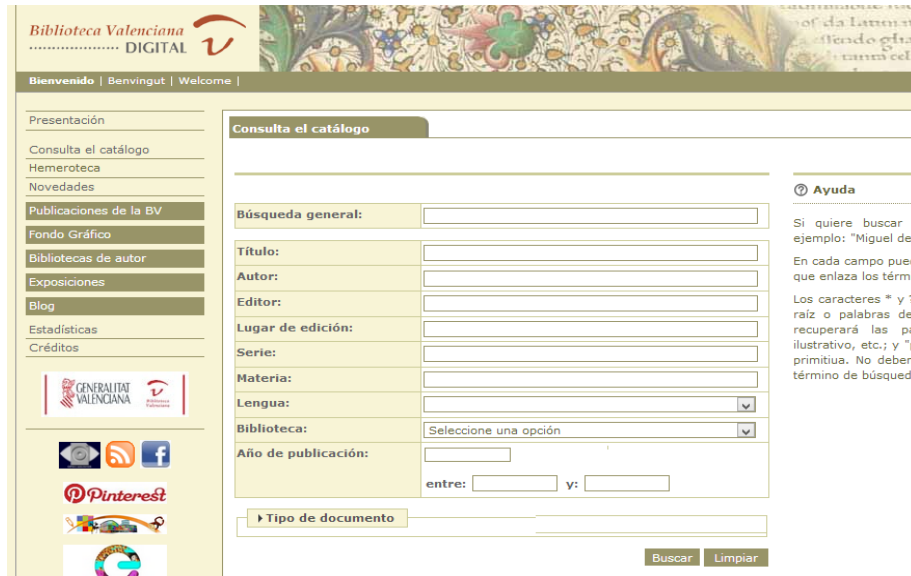 Biblioteca Valenciana
DIGITAL
Bienvenido | Benvingut | Welcome |
Presentación
Consulta el catálogo
Hemeroteca
Novedades
Publicaciones de la BV
Fondo Gráfico
Bibliotecas de autor
Exposiciones
Blog
Estadísticas
Créditos
GENERALITAT
VALENCIANA
Biblioteca
Valenciana
Pinterest
Consulta el catálogo
Búsqueda general:
Título:
Autor:
Editor:
Lugar de edición:
Serie:
Materia:
Lengua:
Biblioteca:
Seleccione una opción
Año de publicación:
entre:
y:
Tipo de documento
Buscar
Limpiar
Ayuda
Si quiere buscar
ejemplo: "Miguel de
En cada campo pue
que enlaza los térm
Los caracteres * y ?
raíz o palabras de
recuperará las pa
ilustrativo, etc.; y "p
primitiua. No deber
término de búsqued